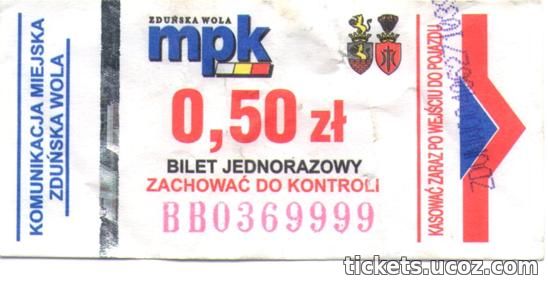 KOMUNIKACJA MIEJSKA
ZDUŃSKA WOLA
ZDUŃSKA WOLA
mpk
0,50 zł
BILET JEDNORAZOWY
ZACHOWAĆ DO KONTROLI
BB0369999
KASOWAĆ ZARAZ PO WEJŚCIU DO POJAZDU
tickets.ucoz.com